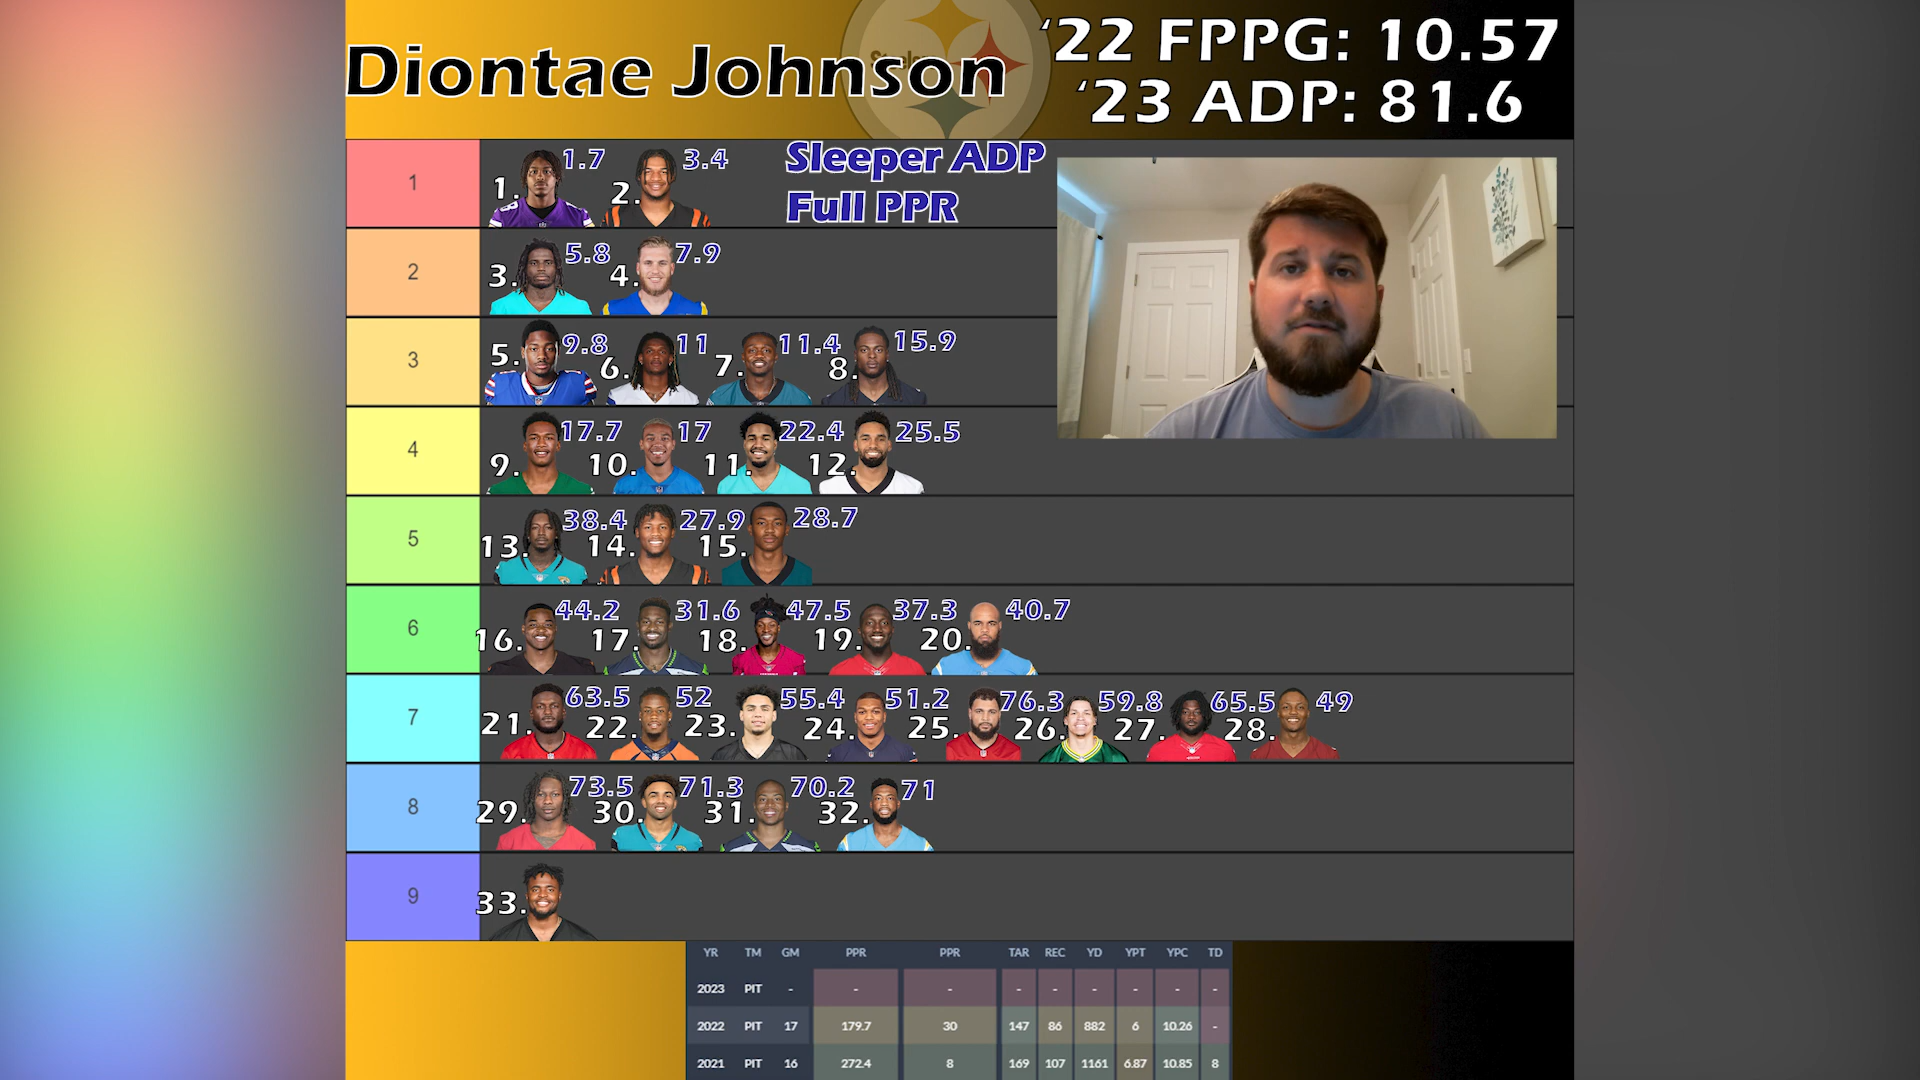 Diontae Johnson
Steelers
‘22 FPPG: 10.57
‘23 ADP: 81.6
Sleeper ADP
Full PPR
1
1. 1.7 2. 3.4
2
3. 5.8 4. 7.9
3
5. 9.8 6. 11 7. 11.4 8. 15.9
4
9. 17.7 10. 17 11. 22.4 12. 25.5
5
13. 38.4 14. 27.9 15. 28.7
6
16. 44.2 17. 31.6 18. 47.5 19. 37.3 20. 40.7
7
21. 63.5 22. 52 23. 55.4 24. 51.2 25. 76.3 26. 59.8 27. 65.5 28. 49
8
29. 73.5 30. 71.3 31. 70.2 32. 71
9
33.
YR TM GM PPR PPR TAR REC YD YPT YPC TD
2023 PIT - - - - - - - - -
2022 PIT 17 179.7 30 147 86 882 6 10.26 -
2021 PIT 16 272.4 8 169 107 1161 6.87 10.85 8